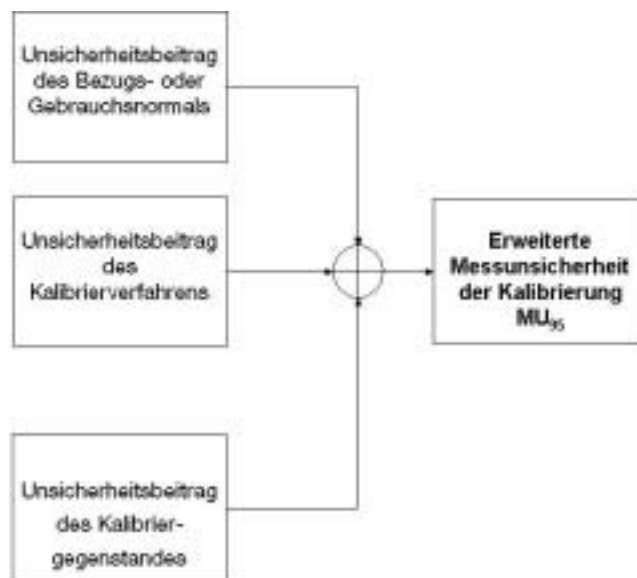 Unsicherheitsbeitrag
des Bezugs- oder
Gebrauchsnormals
Unsicherheitsbeitrag
des
Kalibrierverfahrens
Erweiterte
Messunsicherheit
der Kalibrierung
MU₉₅
Unsicherheitsbeitrag
des Kalibrier-
gegenstandes